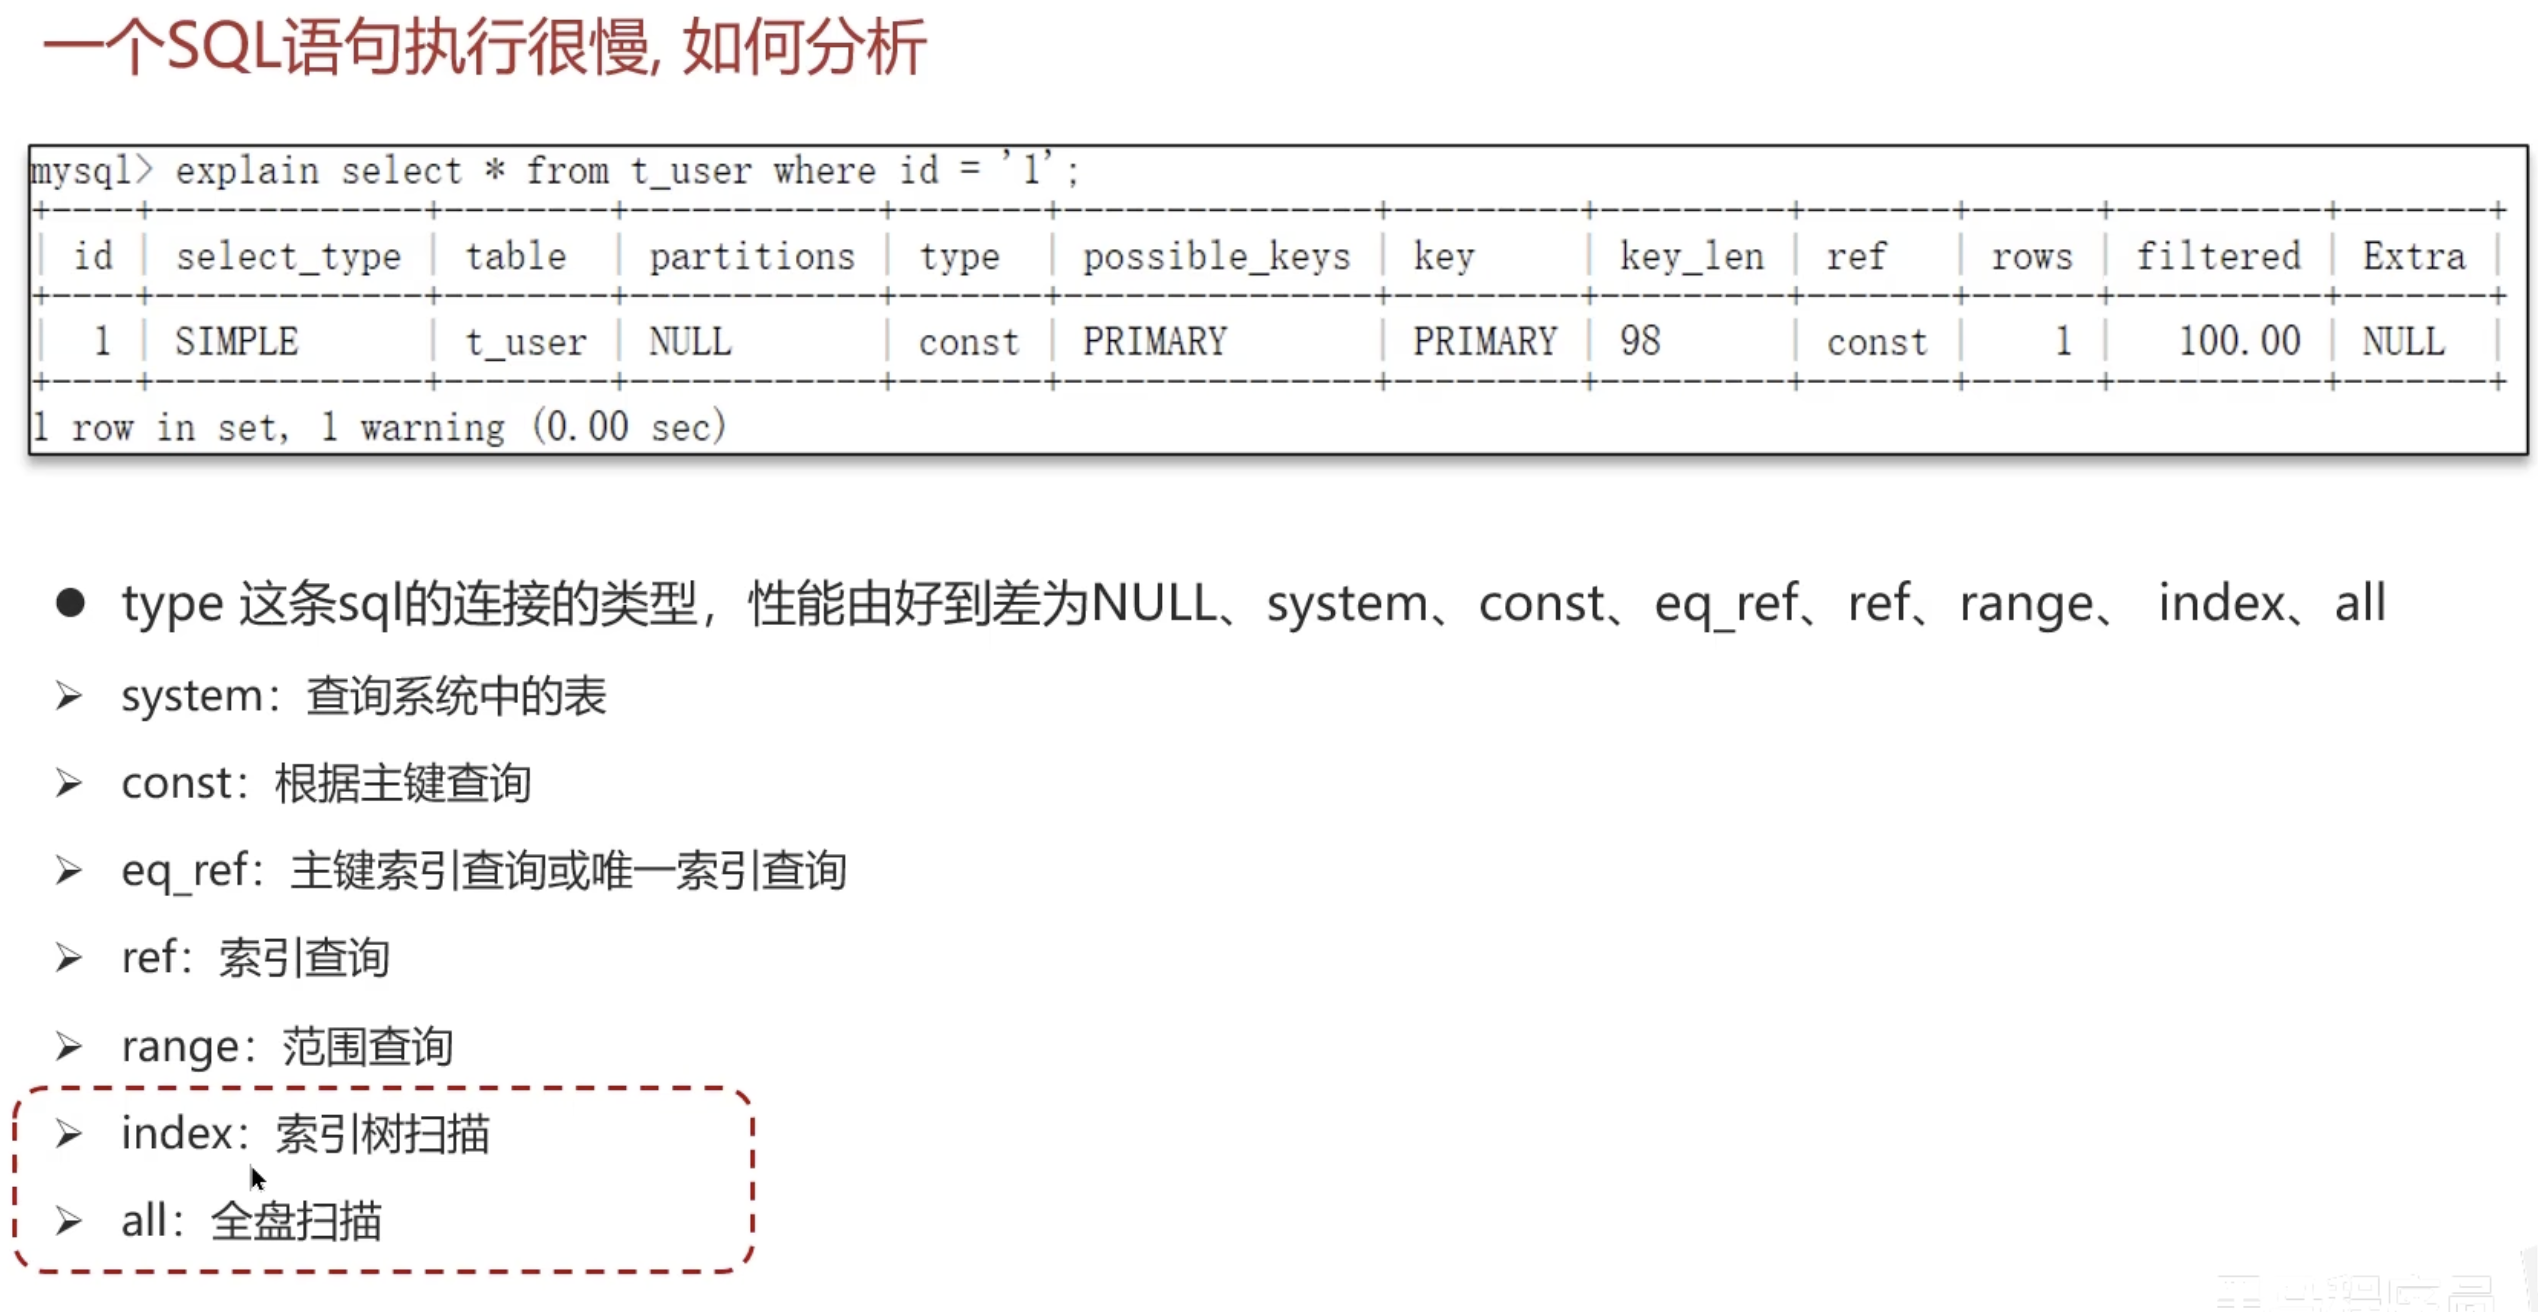 一个SQL语句执行很慢, 如何分析
mysql> explain select * from t_user where id = '1';
+----+-------------+--------+------------+-------+---------------+---------+---------+-------+------+----------+-------+
| id | select_type | table | partitions | type | possible_keys | key | key_len | ref | rows | filtered | Extra |
+----+-------------+--------+------------+-------+---------------+---------+---------+-------+------+----------+-------+
| 1 | SIMPLE | t_user | NULL | const | PRIMARY | PRIMARY | 98 | const | 1 | 100.00 | NULL |
+----+-------------+--------+------------+-------+---------------+---------+---------+-------+------+----------+-------+
1 row in set, 1 warning (0.00 sec)
● type 这条sql的连接的类型，性能由好到差为NULL、system、const、eq_ref、ref、range、 index、all
➢ system：查询系统中的表
➢ const：根据主键查询
➢ eq_ref：主键索引查询或唯一索引查询
➢ ref：索引查询
➢ range：范围查询
➢ index：索引树扫描
➢ all：全盘扫描